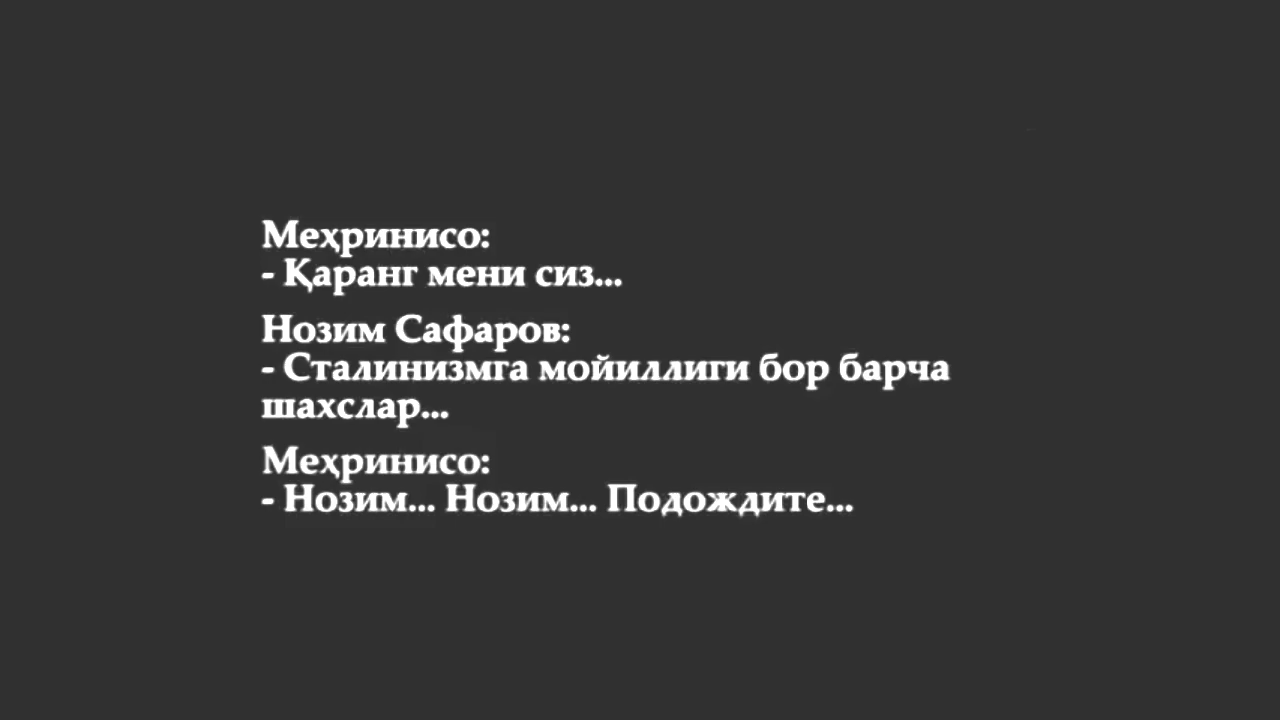 Меҳринисо:
- Қаранг мени сиз...
Нозим Сафаров:
- Сталинизмга мойиллиги бор барча
шахслар...
Меҳринисо:
- Нозим... Нозим... Подождите...